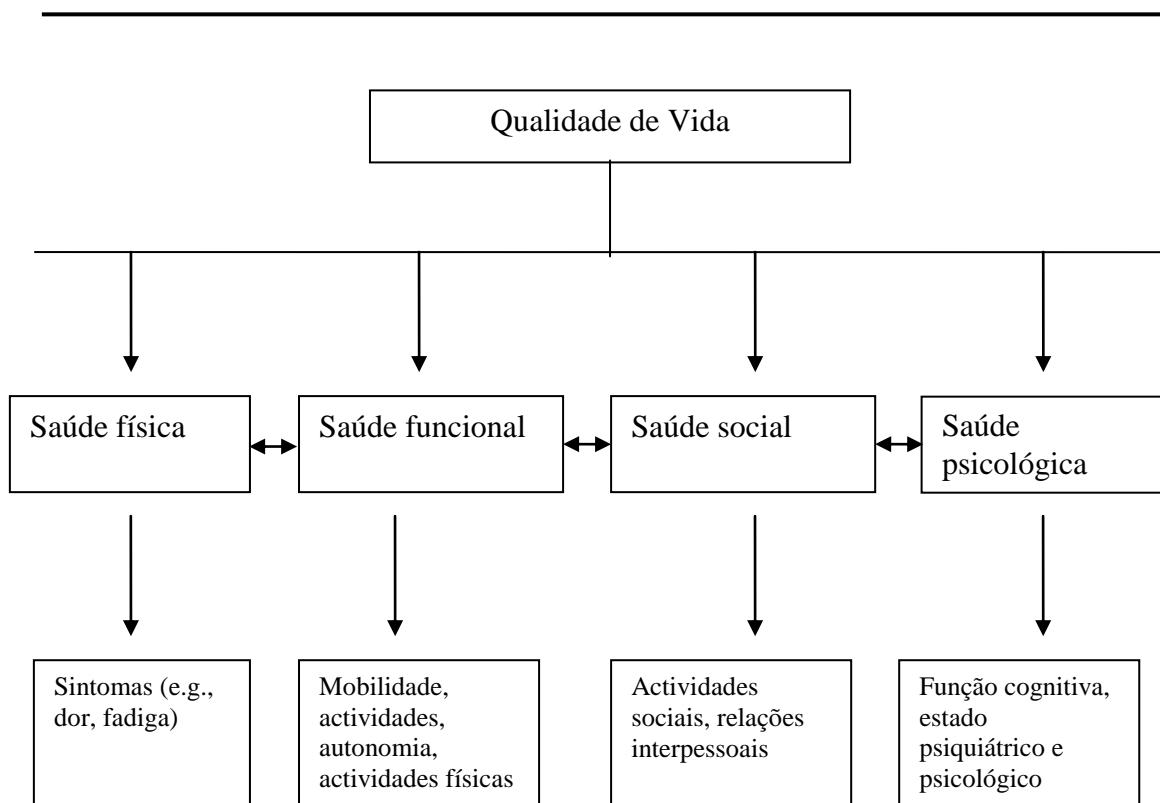 Qualidade de Vida
Saúde física
Saúde funcional
Saúde social
Saúde
psicológica
Sintomas (e.g.,
dor, fadiga)
Mobilidade,
actividades,
autonomia,
actividades físicas
Actividades
sociais, relações
interpessoais
Função cognitiva,
estado
psiquiátrico e
psicológico